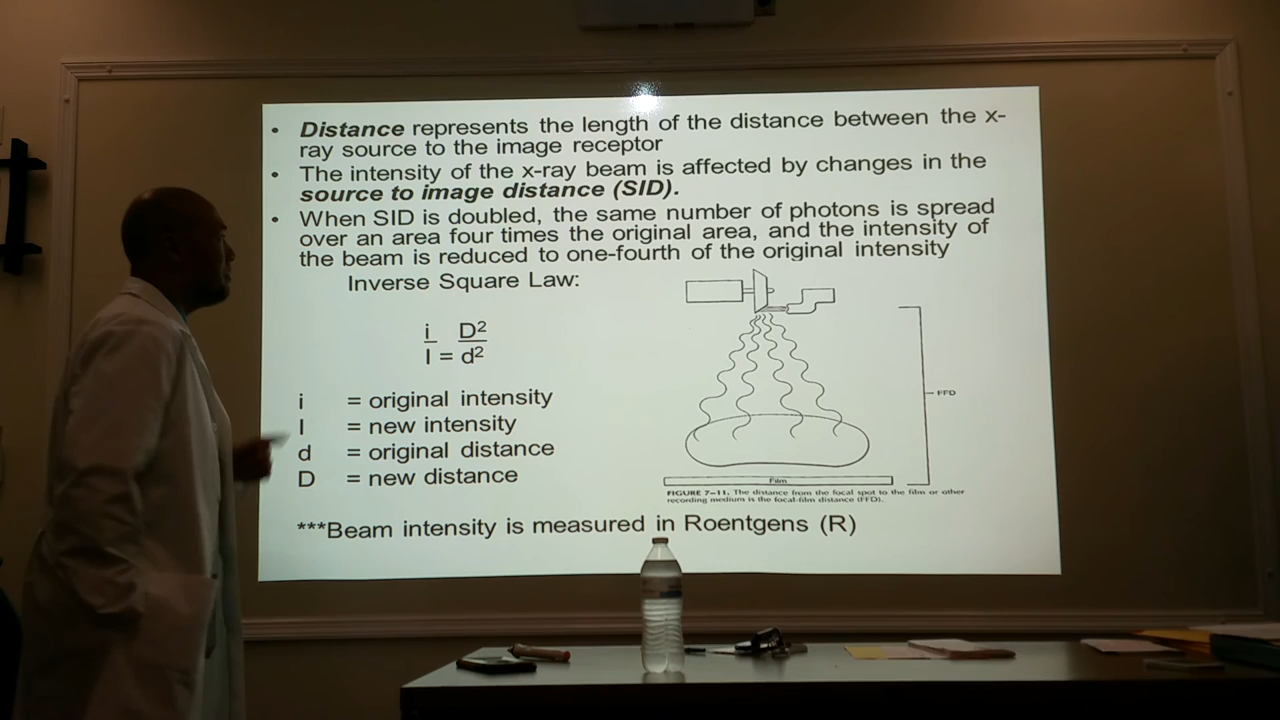 • Distance represents the length of the distance between the x-
ray source to the image receptor
• The intensity of the x-ray beam is affected by changes in the
source to image distance (SID).
• When SID is doubled, the same number of photons is spread
over an area four times the original area, and the intensity of
the beam is reduced to one-fourth of the original intensity
Inverse Square Law:
i D²
I = d²
i = original intensity
I = new intensity
d = original distance
D = new distance
FFD
Film
FIGURE 7-11. The distance from the focal spot to the film or other
recording medium is the focal-film distance (FFD).
***Beam intensity is measured in Roentgens (R)